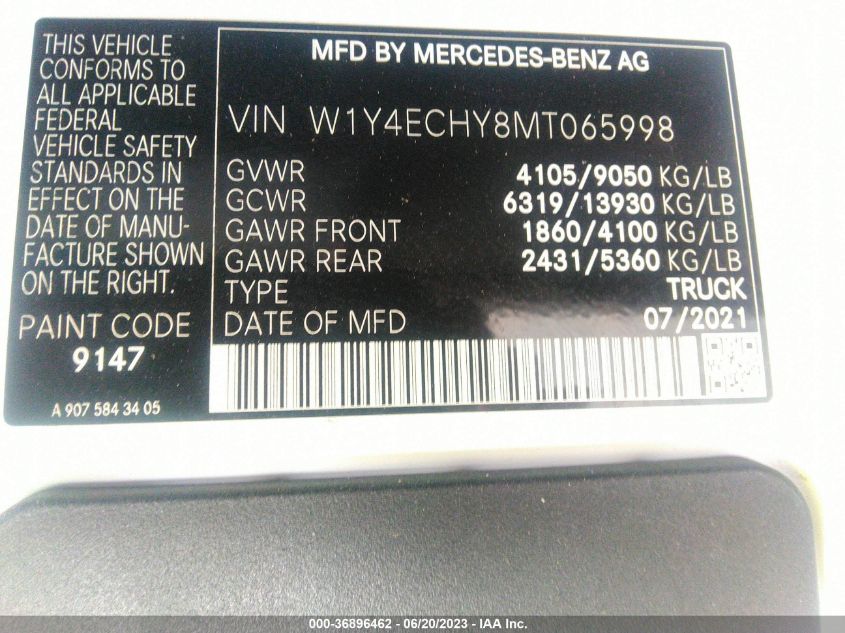 THIS VEHICLE
CONFORMS TO
ALL APPLICABLE
FEDERAL
VEHICLE SAFETY
STANDARDS IN
EFFECT ON THE
DATE OF MANU-
FACTURE SHOWN
ON THE RIGHT.
PAINT CODE
9147
A 907 584 34 05
MFD BY MERCEDES-BENZ AG
VIN W1Y4ECHY8MT065998
GVWR 4105/9050 KG/LB
GCWR 6319/13930 KG/LB
GAWR FRONT 1860/4100 KG/LB
GAWR REAR 2431/5360 KG/LB
TYPE TRUCK
DATE OF MFD 07/2021
000-36896462 - 06/20/2023 - IAA Inc.